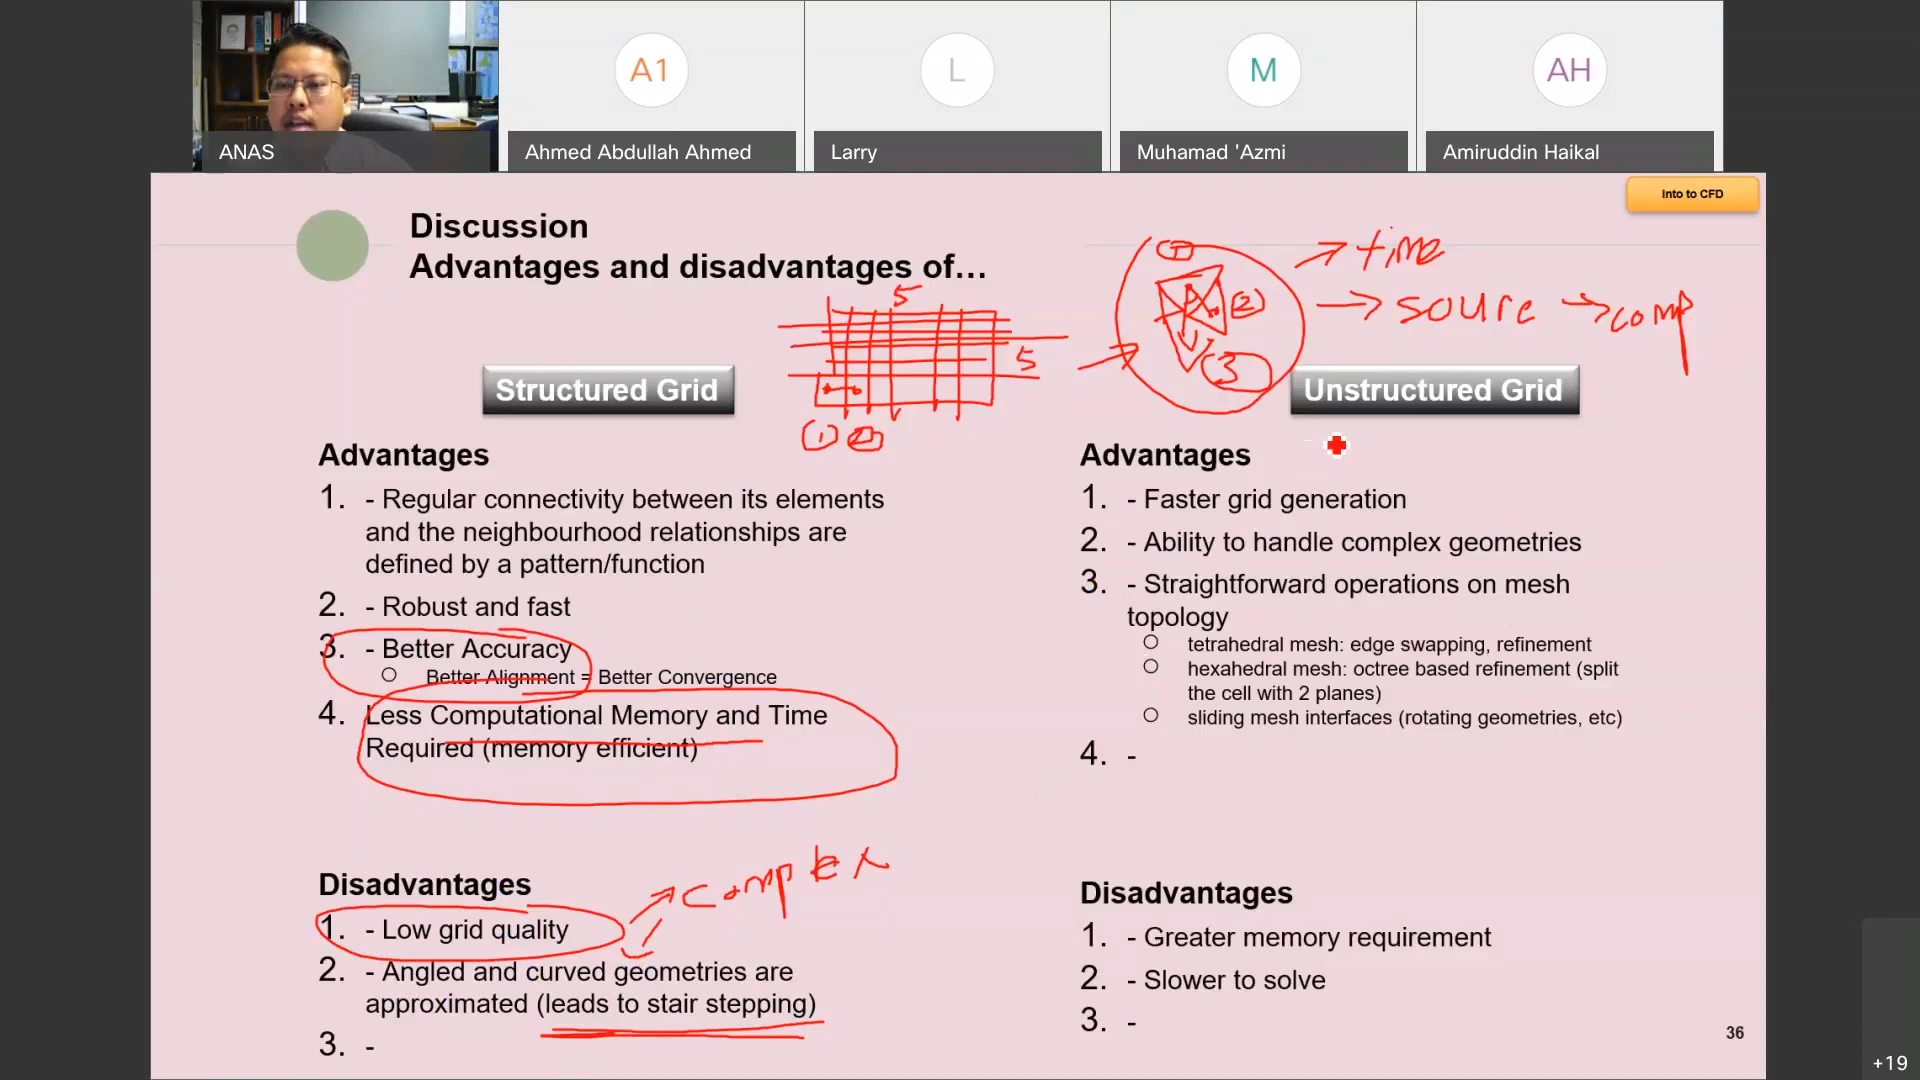 A1
L
M
AH
ANAS
Ahmed Abdullah Ahmed
Larry
Muhamad 'Azmi
Amiruddin Haikal
Into to CFD
Discussion
Advantages and disadvantages of...
time
5
1
2
sourc → comp
5
3
Structured Grid
1 2
Unstructured Grid
Advantages
1. - Regular connectivity between its elements
and the neighbourhood relationships are
defined by a pattern/function
2. - Robust and fast
3. - Better Accuracy
Better Alignment = Better Convergence
4. Less Computational Memory and Time
Required (memory efficient)
complex
Disadvantages
1. - Low grid quality
2. - Angled and curved geometries are
approximated (leads to stair stepping)
3. -
Advantages
1. - Faster grid generation
2. - Ability to handle complex geometries
3. - Straightforward operations on mesh
topology
tetrahedral mesh: edge swapping, refinement
hexahedral mesh: octree based refinement (split
the cell with 2 planes)
sliding mesh interfaces (rotating geometries, etc)
4. -
Disadvantages
1. - Greater memory requirement
2. - Slower to solve
3. -
36
+19